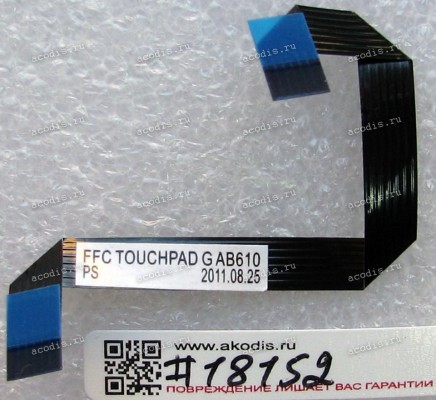 FFC TOUCHPAD G AB610
PS 2011.08.25
www.akodis.ru
#18152
ПОВРЕЖДЕНИЕ ЛИШАЕТ ВАС ГАРАНТИИ